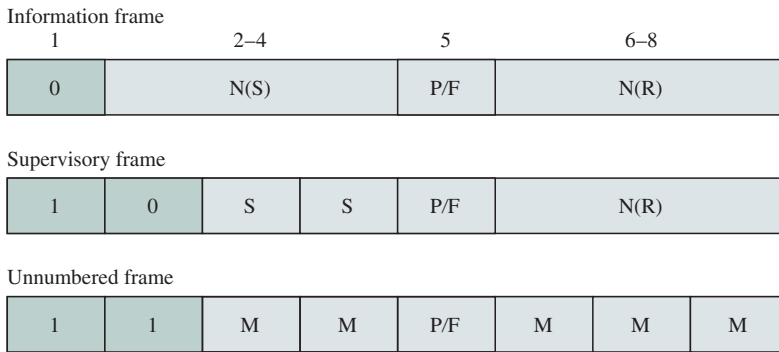 Information frame
1 2–4 5 6–8
0 N(S) P/F N(R)
Supervisory frame
1 0 S S P/F N(R)
Unnumbered frame
1 1 M M P/F M M M